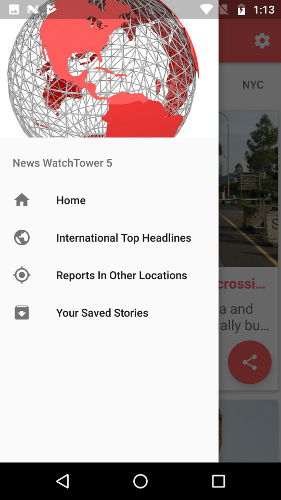 1:13
NYC
News WatchTower 5
Home
International Top Headlines
Reports In Other Locations
Your Saved Stories
crossi...
a and
ally bu...